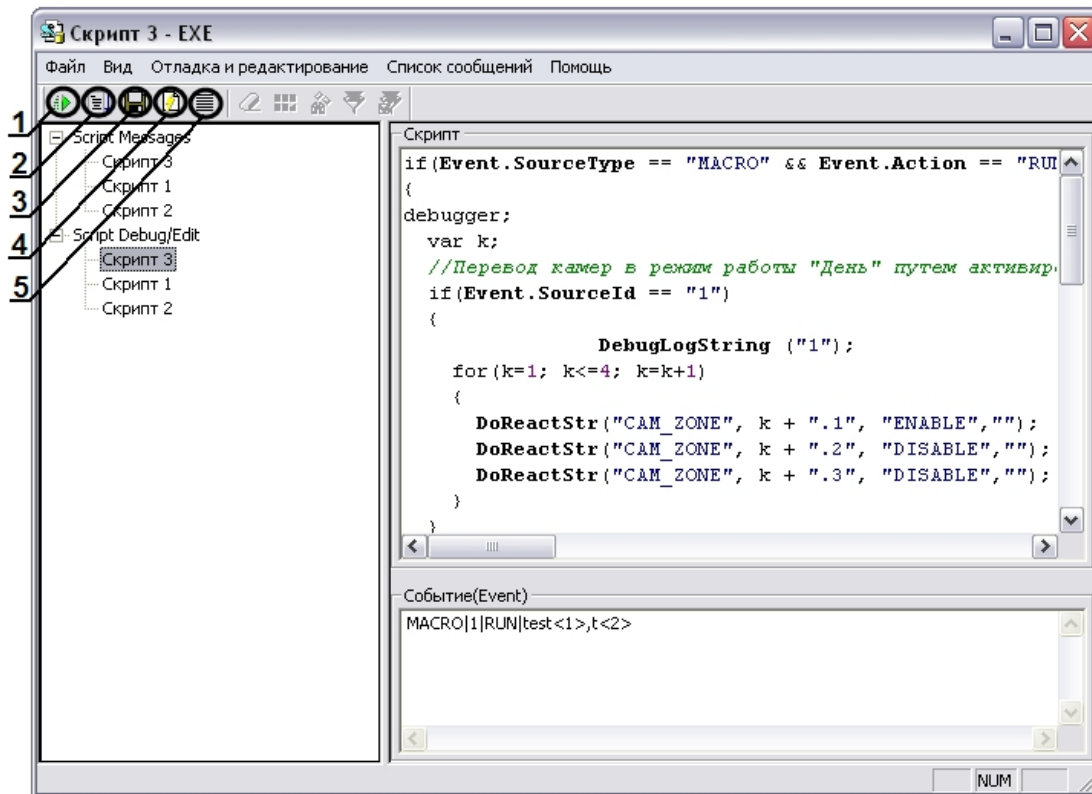 Скрипт 3 - EXE
Файл Вид Отладка и редактирование Список сообщений Помощь
1
2
3
4
5
Script Messages
Скрипт 3
Скрипт 1
Скрипт 2
Script Debug/Edit
Скрипт 3
Скрипт 1
Скрипт 2
Скрипт
if(Event.SourceType == "MACRO" && Event.Action == "RU
{
debugger;
var k;
//Перевод камер в режим работы "День" путем активир
if(Event.SourceId == "1")
{
DebugLogString ("1");
for(k=1; k<=4; k=k+1)
{
DoReactStr("CAM_ZONE", k + ".1", "ENABLE","");
DoReactStr("CAM_ZONE", k + ".2", "DISABLE","");
DoReactStr("CAM_ZONE", k + ".3", "DISABLE","");
}
}
Событие(Event)
MACRO|1|RUN|test<1>,t<2>
NUM